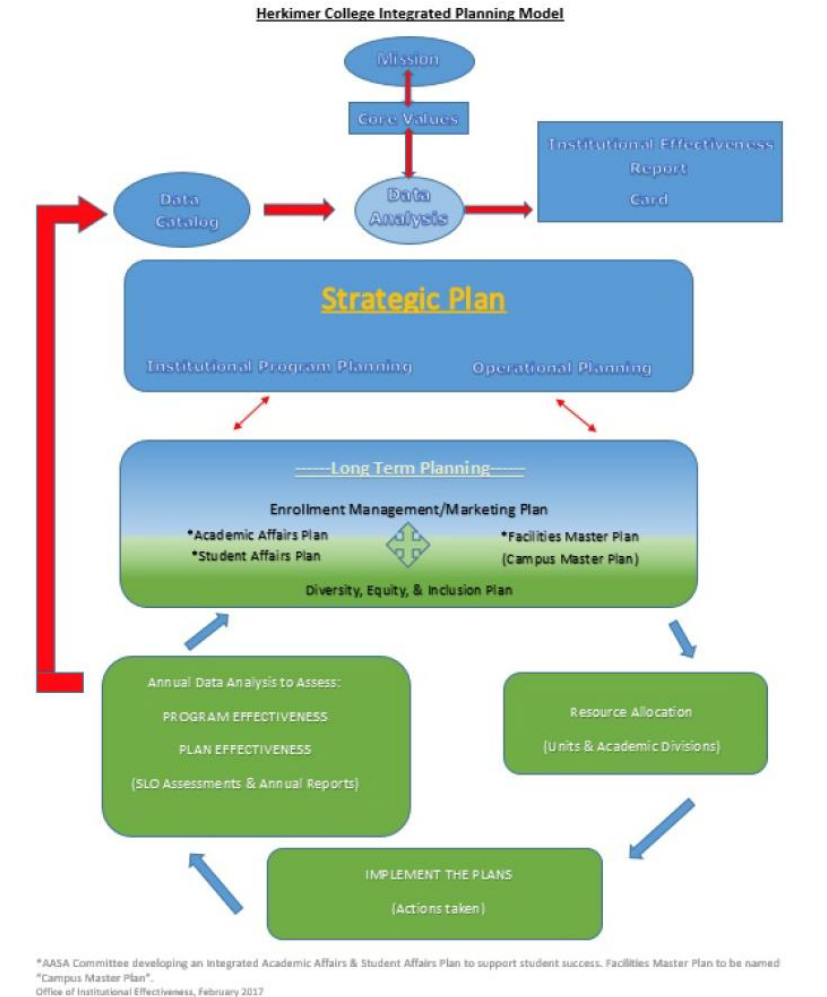 Herkimer College Integrated Planning Model
Mission
Core Values
Institutional Effectiveness
Report
Card
Data
Catalog
Data
Analysis
Strategic Plan
Institutional Program Planning
Operational Planning
------Long Term Planning------
Enrollment Management/Marketing Plan
*Academic Affairs Plan
*Student Affairs Plan
*Facilities Master Plan
(Campus Master Plan)
Diversity, Equity, & Inclusion Plan
Annual Data Analysis to Assess:
PROGRAM EFFECTIVENESS
PLAN EFFECTIVENESS
(SLO Assessments & Annual Reports)
Resource Allocation
(Units & Academic Divisions)
IMPLEMENT THE PLANS
(Actions taken)
*AASA Committee developing an Integrated Academic Affairs & Student Affairs Plan to support student success. Facilities Master Plan to be named
"Campus Master Plan".
Office of Institutional Effectiveness, February 2017